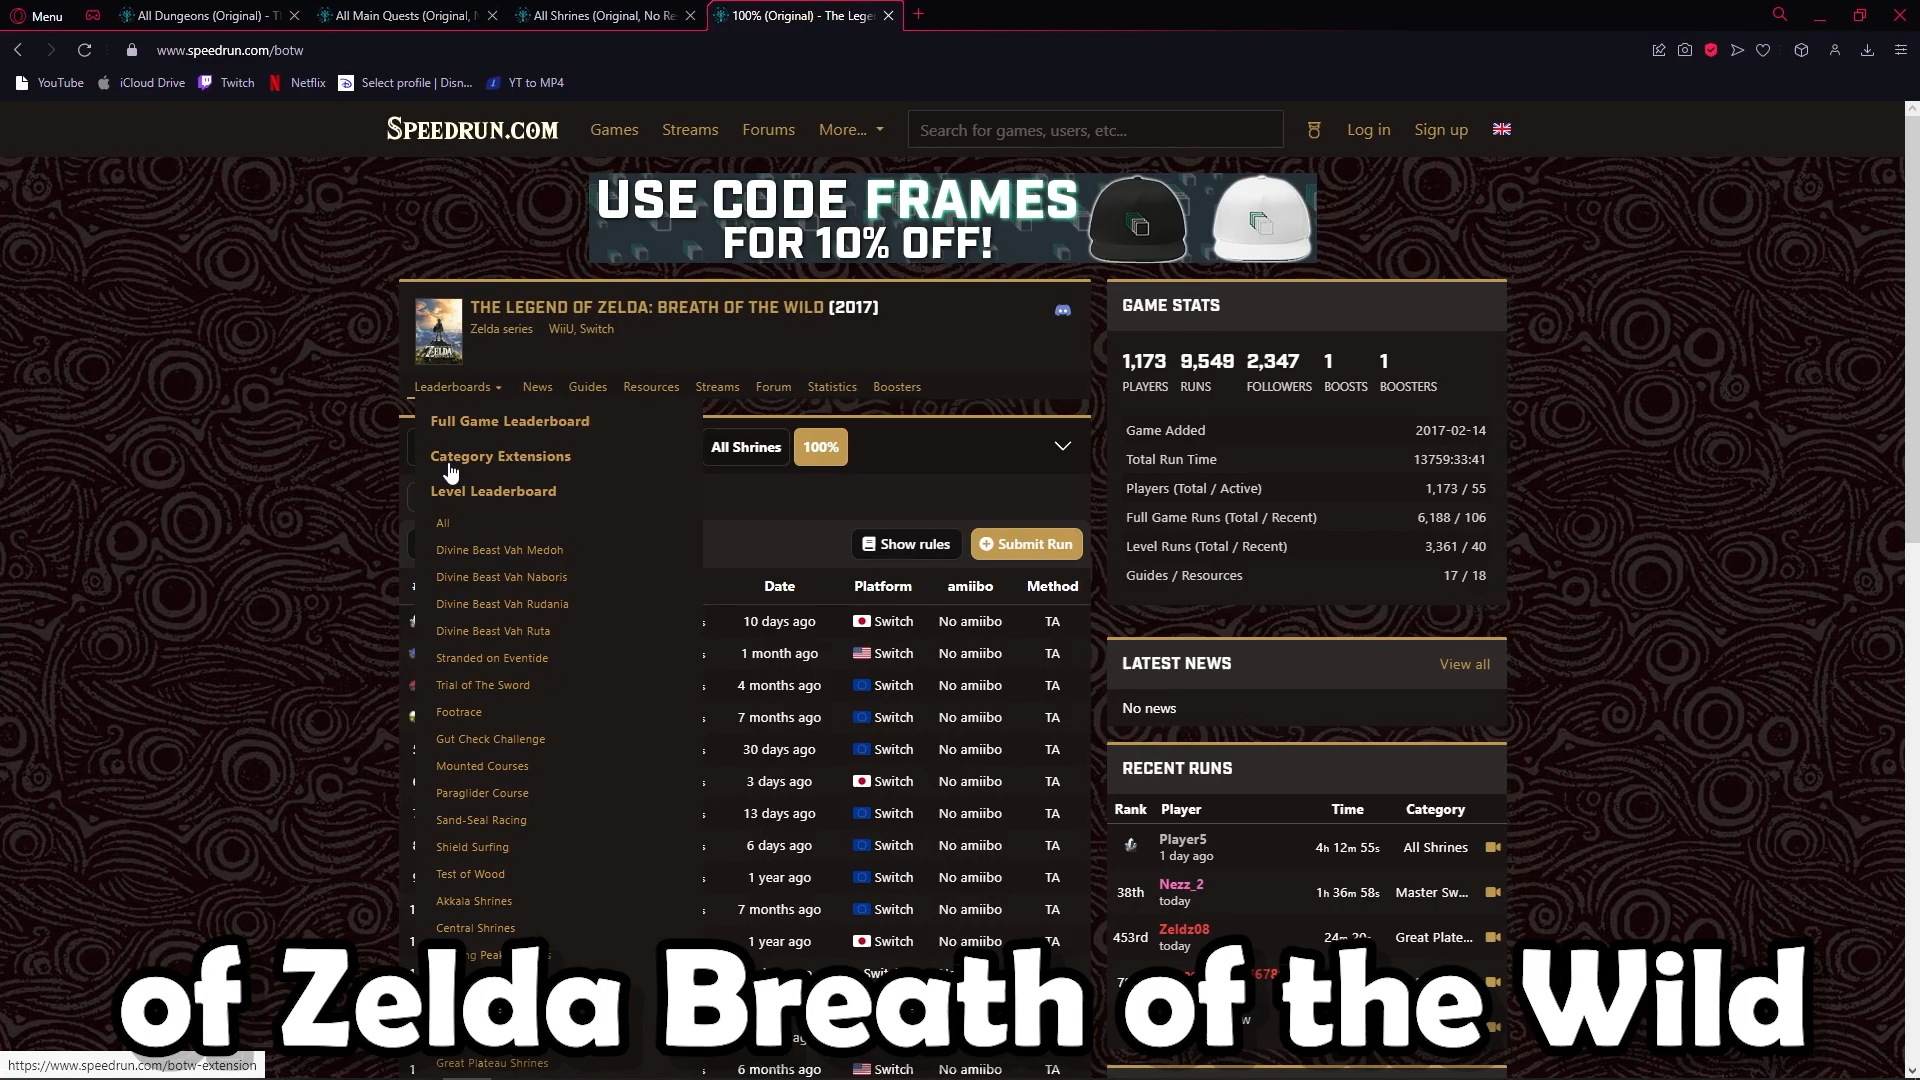 Menu
All Dungeons (Original) - T
All Main Quests (Original, N
All Shrines (Original, No Re
100% (Original) - The Lege
www.speedrun.com/botw
YouTube
iCloud Drive
Twitch
Netflix
Select profile | Disn...
YT to MP4
SPEEDRUN.COM
Games
Streams
Forums
More...
Search for games, users, etc...
Log in
Sign up
USE CODE FRAMES
FOR 10% OFF!
THE LEGEND OF ZELDA: BREATH OF THE WILD (2017)
Zelda series WiiU, Switch
ZELDA
Leaderboards News Guides Resources Streams Forum Statistics Boosters
Full Game Leaderboard
Category Extensions
Level Leaderboard
All
Divine Beast Vah Medoh
Divine Beast Vah Naboris
Divine Beast Vah Rudania
Divine Beast Vah Ruta
Stranded on Eventide
Trial of The Sword
Footrace
Gut Check Challenge
Mounted Courses
Paraglider Course
Sand-Seal Racing
Shield Surfing
Test of Wood
Akkala Shrines
Central Shrines
Great Plateau Shrines
All Shrines 100%
Show rules Submit Run
Date Platform amiibo Method
10 days ago Switch No amiibo TA
1 month ago Switch No amiibo TA
4 months ago Switch No amiibo TA
7 months ago Switch No amiibo TA
30 days ago Switch No amiibo TA
3 days ago Switch No amiibo TA
13 days ago Switch No amiibo TA
6 days ago Switch No amiibo TA
1 year ago Switch No amiibo TA
7 months ago Switch No amiibo TA
1 year ago Switch No amiibo TA
6 months ago Switch No amiibo TA
GAME STATS
1,173 9,549 2,347 1 1
PLAYERS RUNS FOLLOWERS BOOSTS BOOSTERS
Game Added 2017-02-14
Total Run Time 13759:33:41
Players (Total / Active) 1,173 / 55
Full Game Runs (Total / Recent) 6,188 / 106
Level Runs (Total / Recent) 3,361 / 40
Guides / Resources 17 / 18
LATEST NEWS View all
No news
RECENT RUNS
Rank Player Time Category
Player5 4h 12m 55s All Shrines
1 day ago
38th Nezz_2 1h 36m 58s Master Sw...
today
453rd Zeldz08 24m 20s Great Plate...
today
of Zelda Breath of the Wild
https://www.speedrun.com/botw-extension